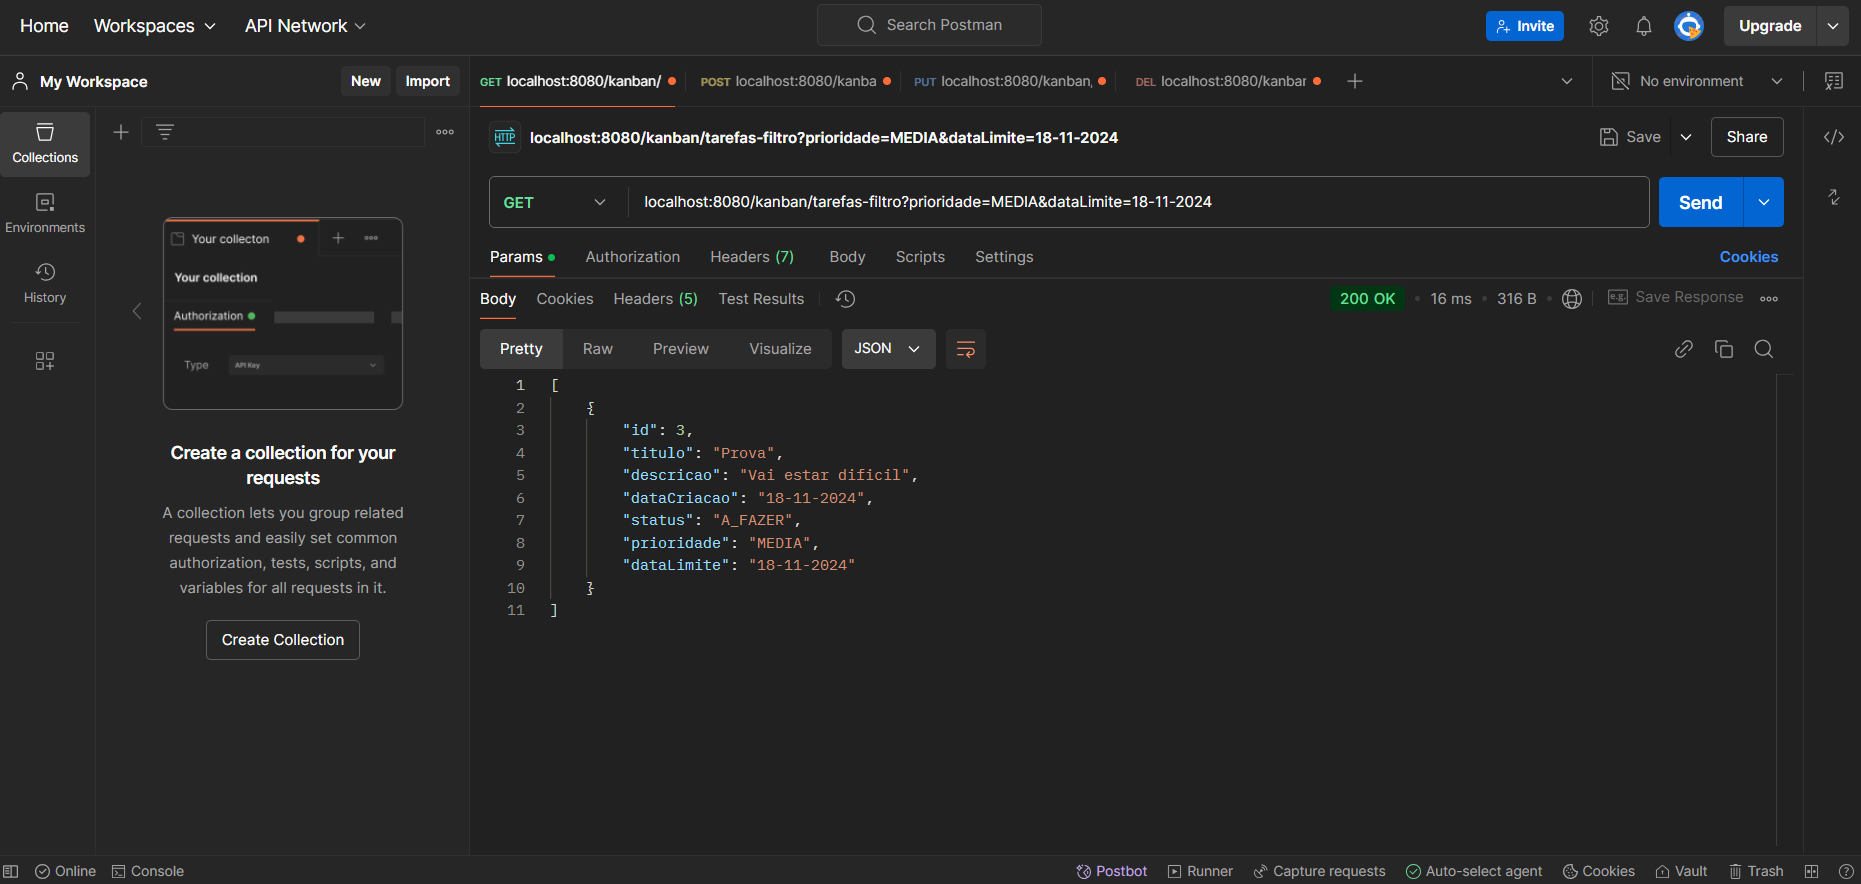 Home Workspaces API Network Search Postman Invite Upgrade
My Workspace New Import
GET localhost:8080/kanban/ POST localhost:8080/kanba PUT localhost:8080/kanban, DEL localhost:8080/kanbar No environment
Collections
Environments
History
Your collecton
Your collection
Authorization
Type API Key
Create a collection for your
requests
A collection lets you group related
requests and easily set common
authorization, tests, scripts, and
variables for all requests in it.
Create Collection
HTTP localhost:8080/kanban/tarefas-filtro?prioridade=MEDIA&dataLimite=18-11-2024 Save Share
GET localhost:8080/kanban/tarefas-filtro?prioridade=MEDIA&dataLimite=18-11-2024 Send
Params Authorization Headers (7) Body Scripts Settings Cookies
Body Cookies Headers (5) Test Results 200 OK 16 ms 316 B e.g. Save Response
Pretty Raw Preview Visualize JSON
1 [
2 {
3 "id": 3,
4 "titulo": "Prova",
5 "descricao": "Vai estar dificil",
6 "dataCriacao": "18-11-2024",
7 "status": "A_FAZER",
8 "prioridade": "MEDIA",
9 "dataLimite": "18-11-2024"
10 }
11 ]
Online Console Postbot Runner Capture requests Auto-select agent Cookies Vault Trash